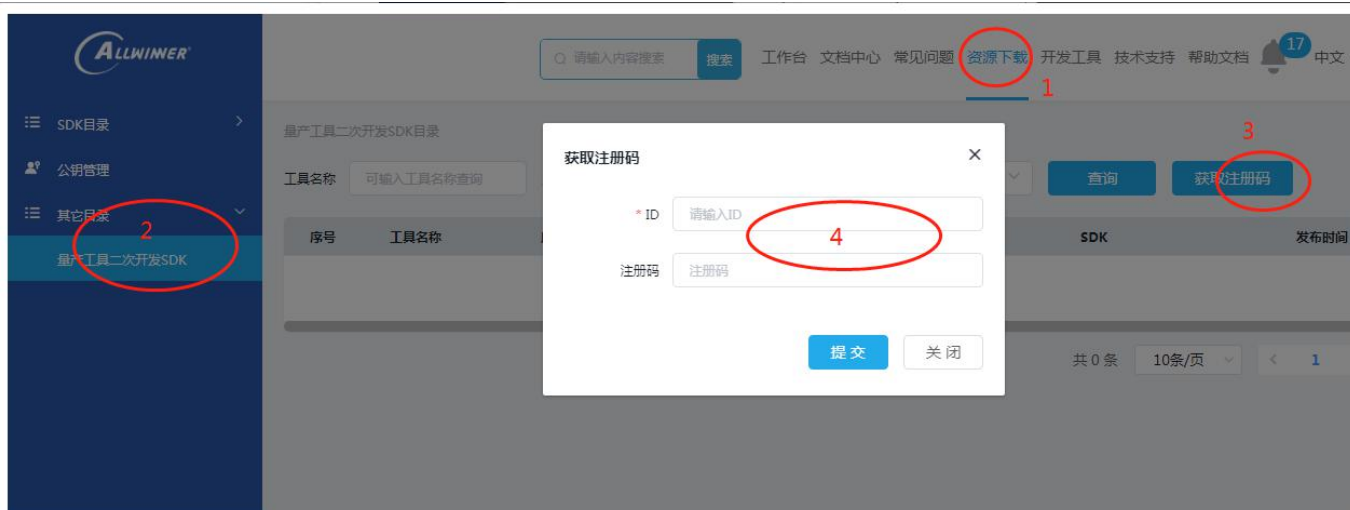 ALLWINNER
请输入内容搜索 搜索 工作台 文档中心 常见问题 资源下载 开发工具 技术支持 帮助文档 17 中文
1
SDK目录
公钥管理
其它目录
2
量产工具二次开发SDK
量产工具二次开发SDK目录
3
工具名称 可输入工具名称查询 查询 获取注册码
序号 工具名称 SDK 发布时间
获取注册码
* ID 请输入ID
4
注册码 注册码
提交 关闭
共 0 条 10条/页 1